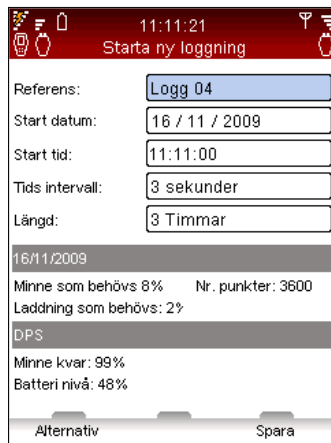 11:11:21
Starta ny loggning
Referens: Logg 04
Start datum: 16 / 11 / 2009
Start tid: 11:11:00
Tids intervall: 3 sekunder
Längd: 3 Timmar
16/11/2009
Minne som behövs 8% Nr. punkter: 3600
Laddning som behövs: 2%
DPS
Minne kvar: 99%
Batteri nivå: 48%
Alternativ Spara